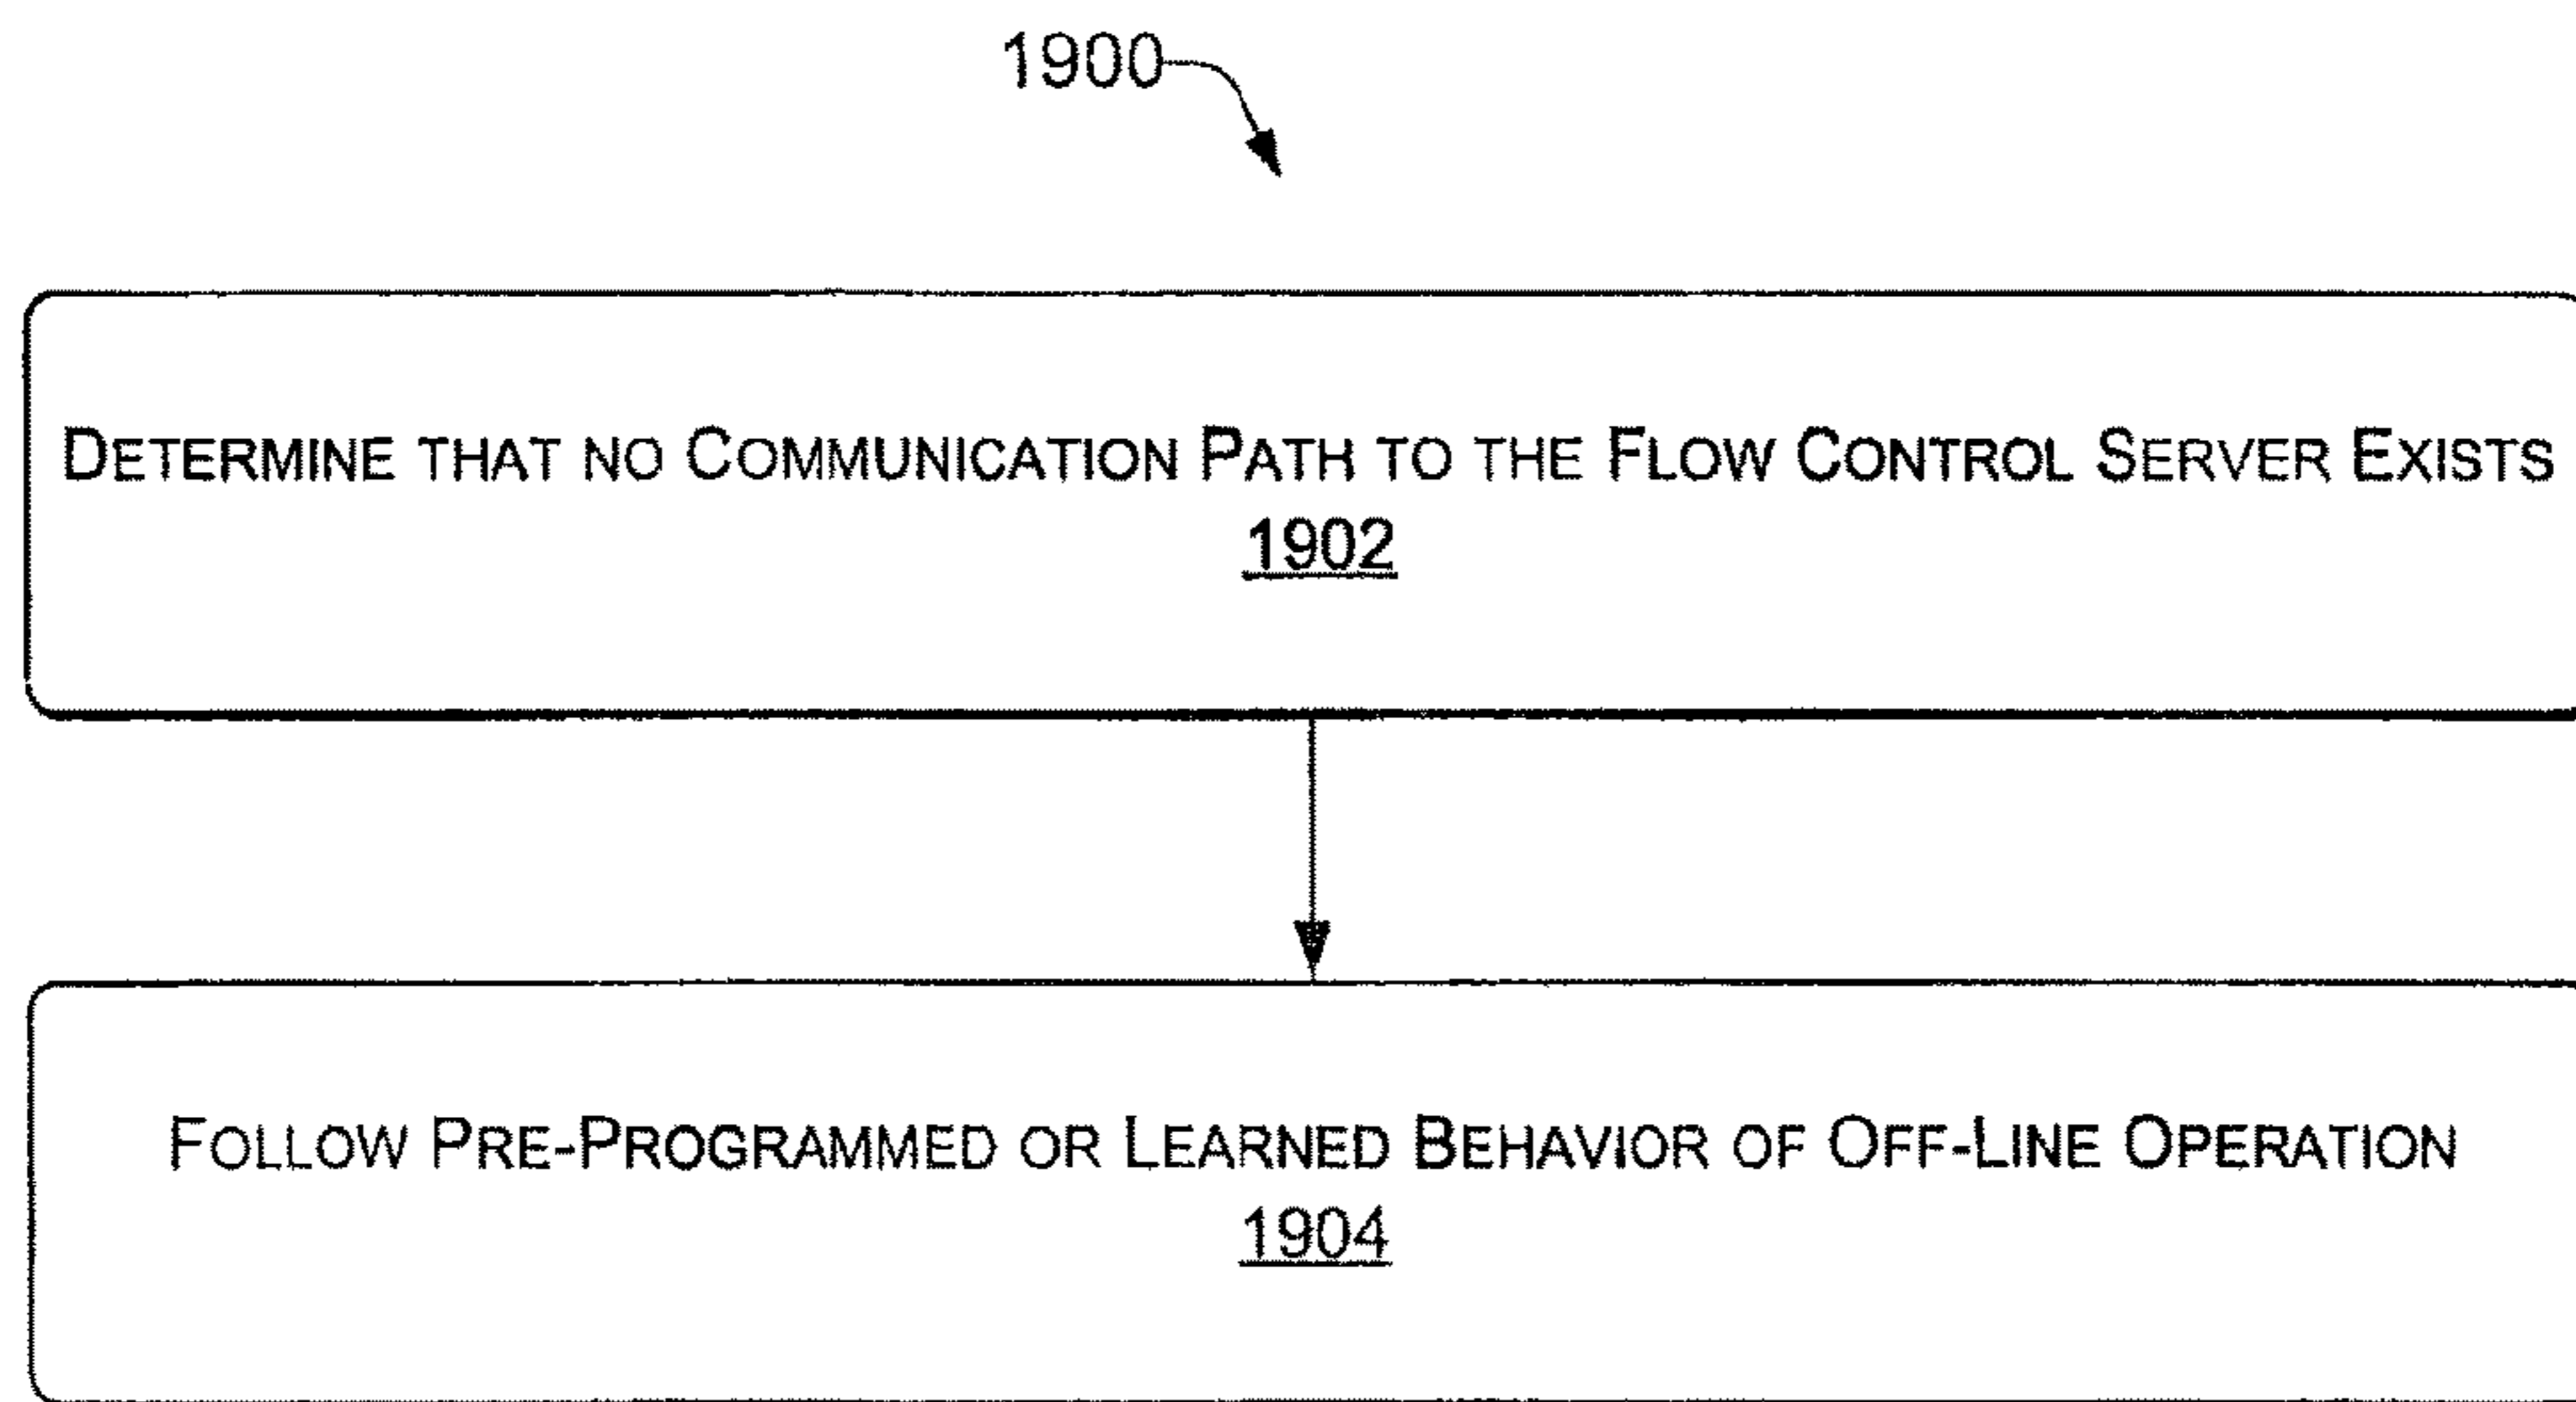 1900
DETERMINE THAT NO COMMUNICATION PATH TO THE FLOW CONTROL SERVER EXISTS
1902
FOLLOW PRE-PROGRAMMED OR LEARNED BEHAVIOR OF OFF-LINE OPERATION
1904